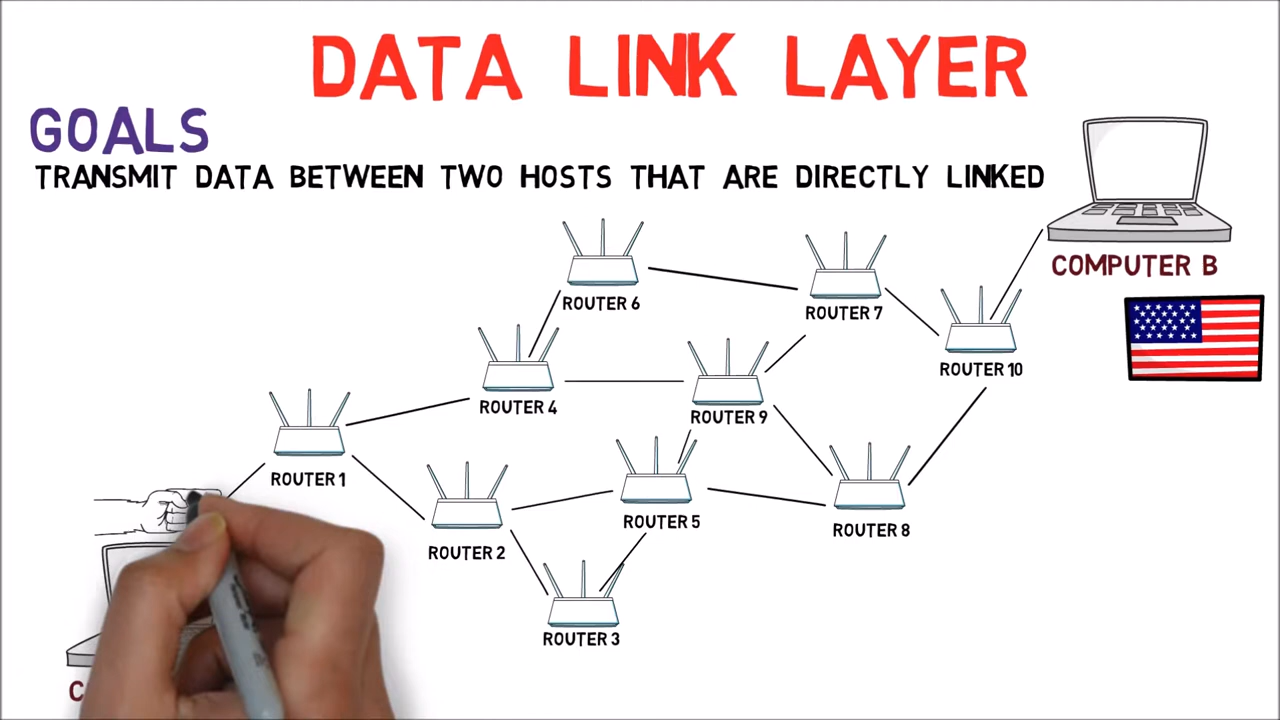 DATA LINK LAYER
GOALS
TRANSMIT DATA BETWEEN TWO HOSTS THAT ARE DIRECTLY LINKED
COMPUTER B
ROUTER 6
ROUTER 7
ROUTER 10
ROUTER 4
ROUTER 9
ROUTER 1
ROUTER 5
ROUTER 8
ROUTER 2
ROUTER 3